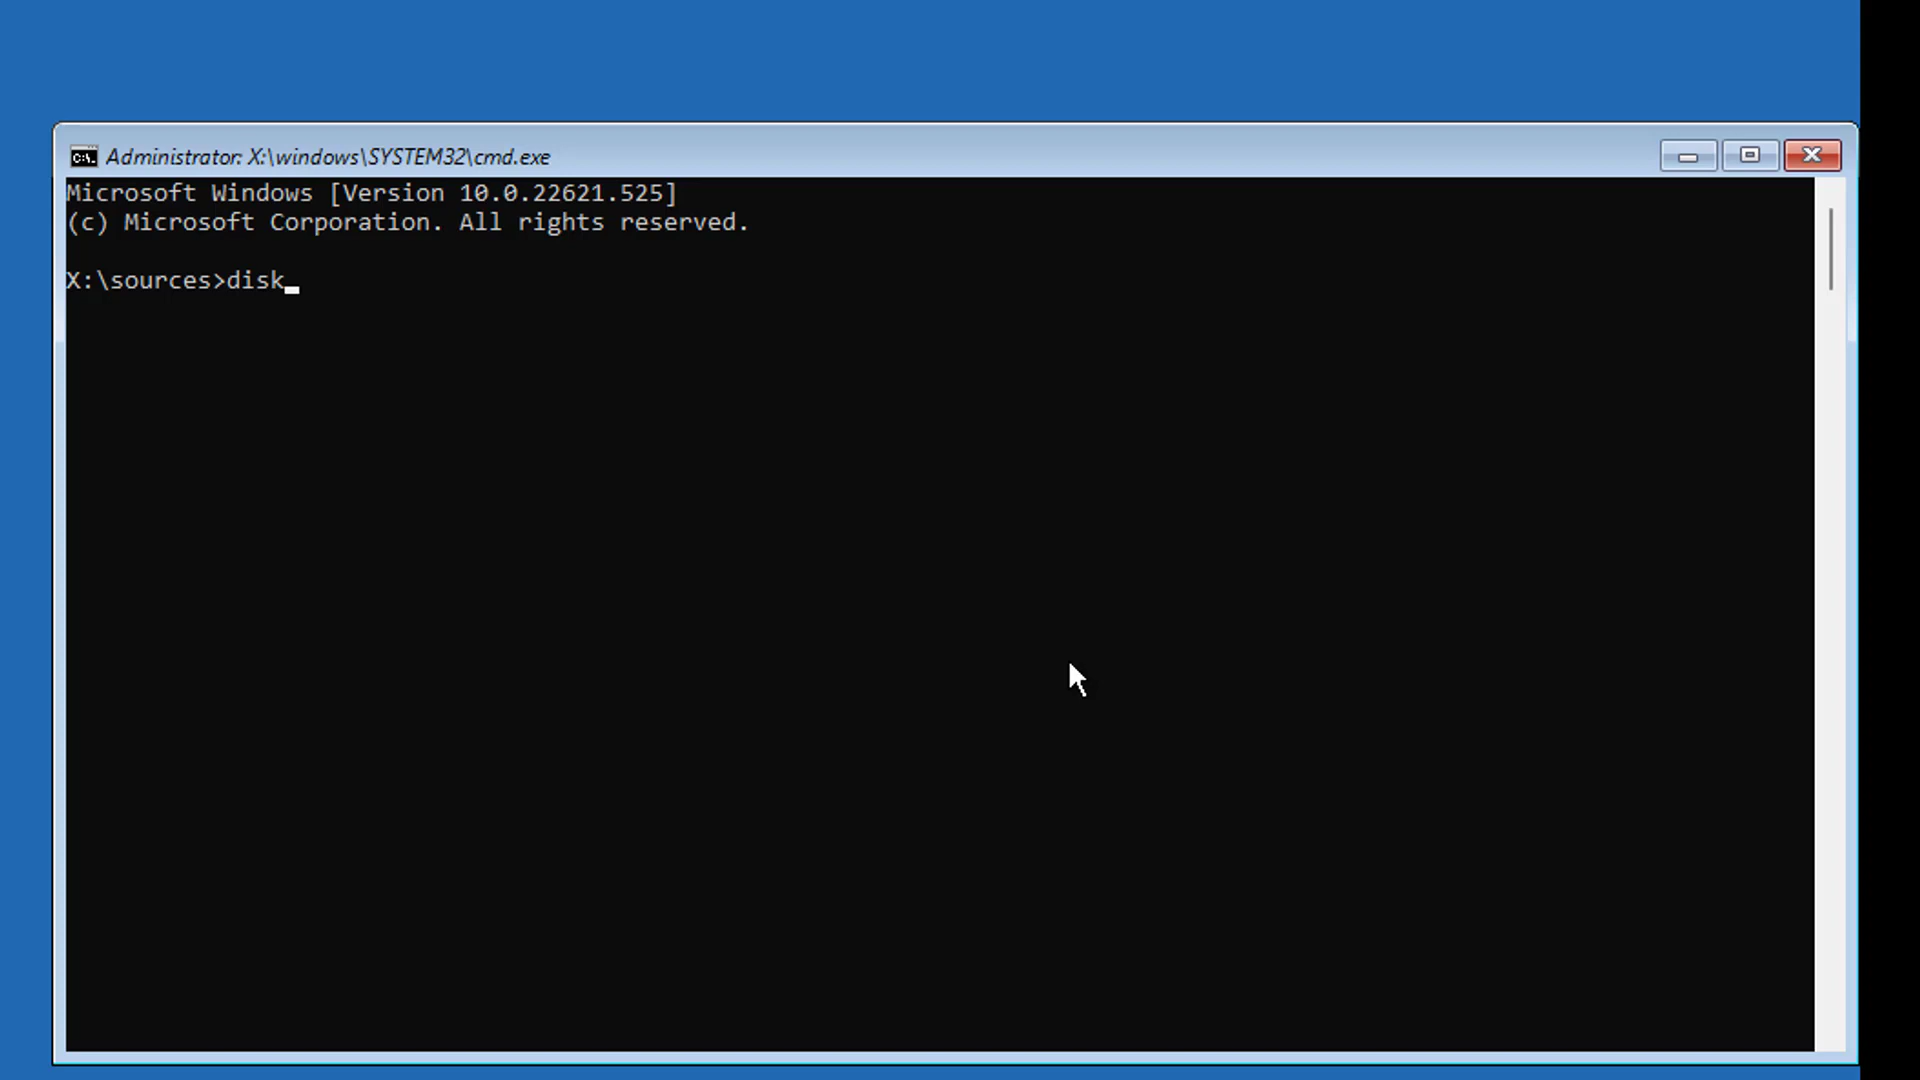 Administrator: X:\windows\SYSTEM32\cmd.exe
Microsoft Windows [Version 10.0.22621.525]
(c) Microsoft Corporation. All rights reserved.
X:\sources>disk